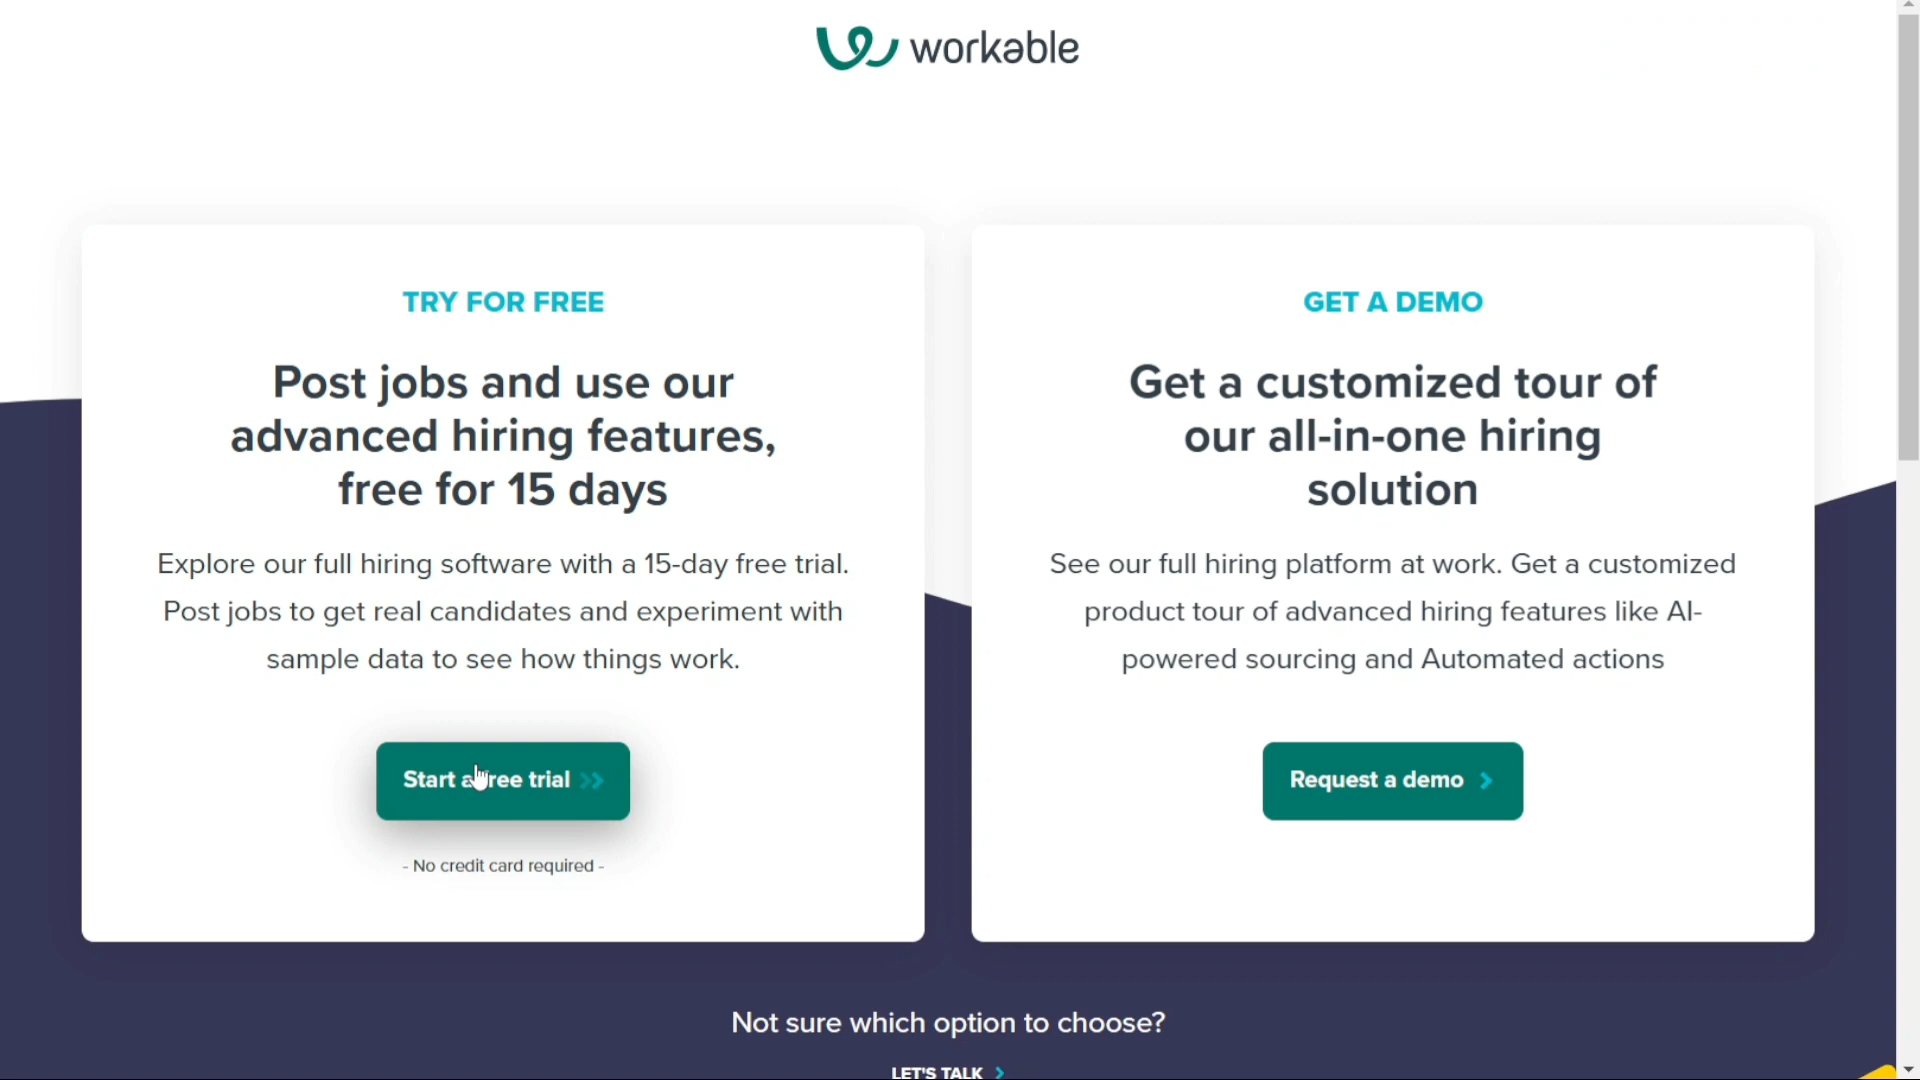 workable
TRY FOR FREE
Post jobs and use our
advanced hiring features,
free for 15 days
Explore our full hiring software with a 15-day free trial.
Post jobs to get real candidates and experiment with
sample data to see how things work.
Start a free trial
- No credit card required -
GET A DEMO
Get a customized tour of
our all-in-one hiring
solution
See our full hiring platform at work. Get a customized
product tour of advanced hiring features like AI-
powered sourcing and Automated actions
Request a demo
Not sure which option to choose?
LET'S TALK